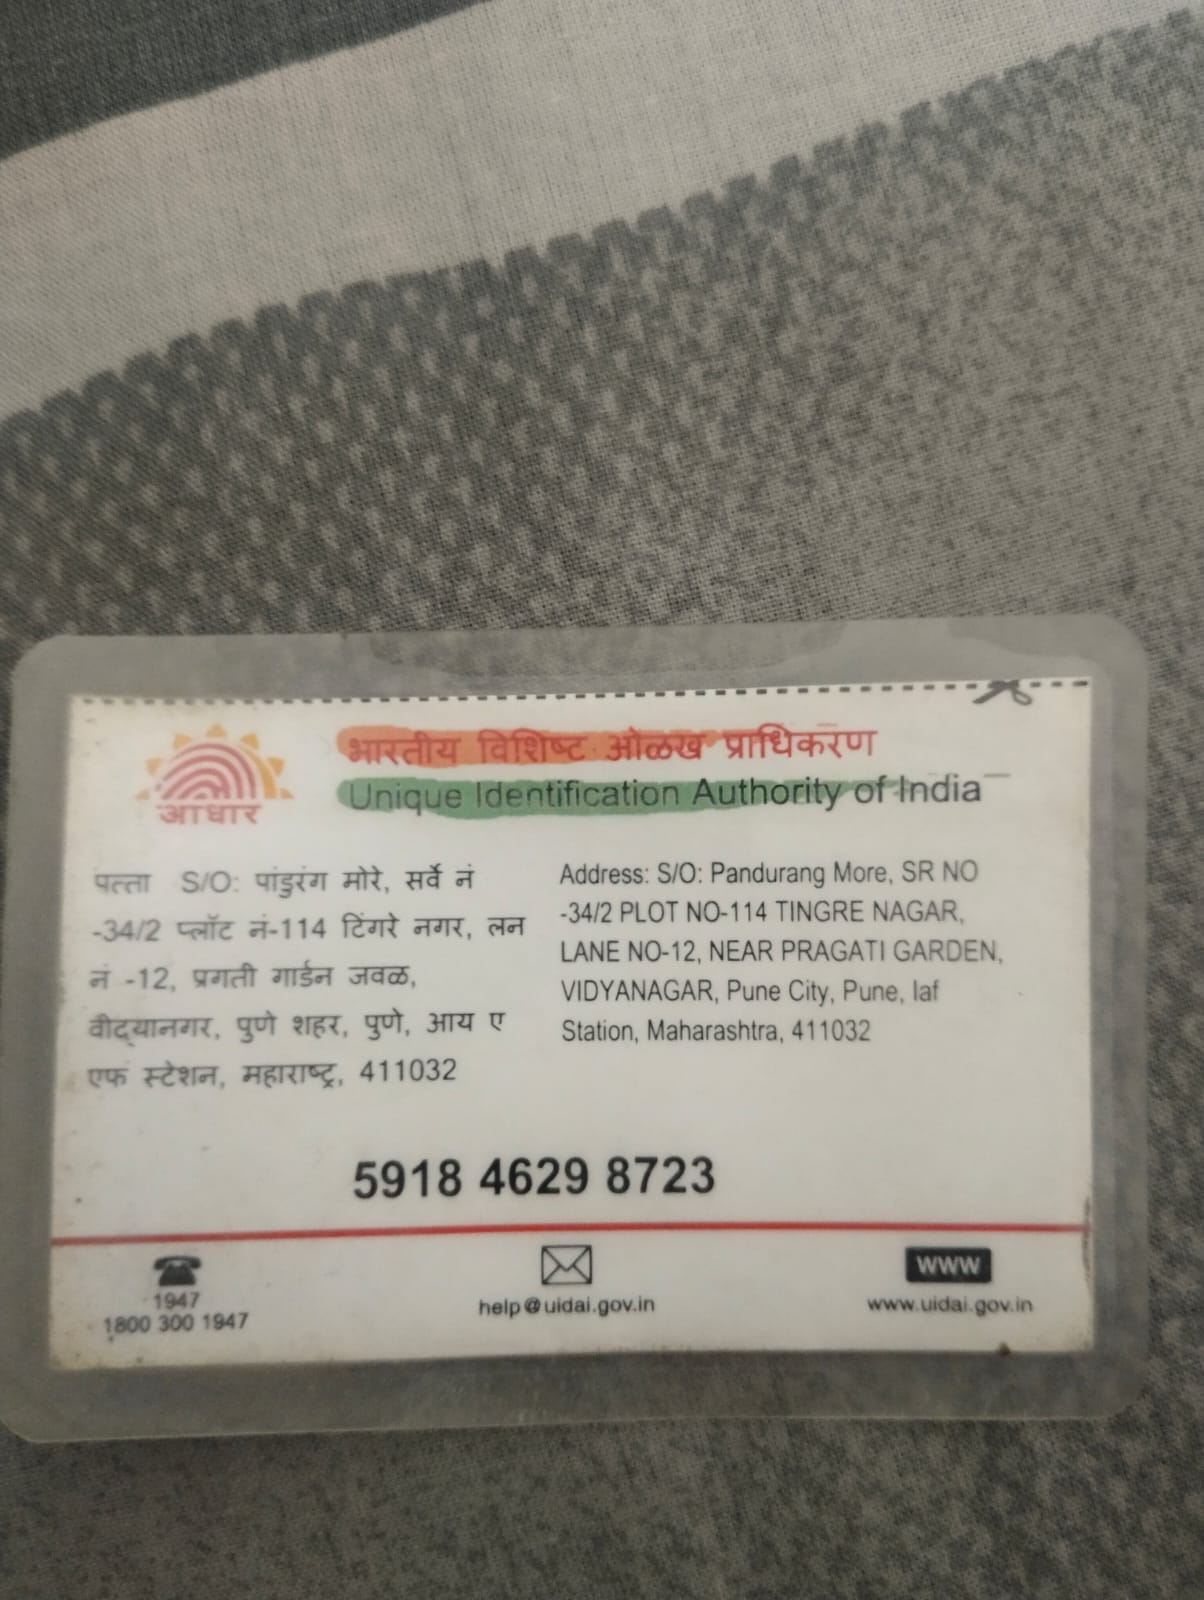 आधार
भारतीय विशिष्ट ओळख प्राधिकरण
Unique Identification Authority of India
पत्ता S/O: पांडुरंग मोरे, सर्वे नं
-34/2 प्लॉट नं-114 टिंगरे नगर, लन
नं -12, प्रगती गार्डन जवळ,
वीद्यानगर, पुणे शहर, पुणे, आय ए
एफ स्टेशन, महाराष्ट्र, 411032
Address: S/O: Pandurang More, SR NO
-34/2 PLOT NO-114 TINGRE NAGAR,
LANE NO-12, NEAR PRAGATI GARDEN,
VIDYANAGAR, Pune City, Pune, Iaf
Station, Maharashtra, 411032
5918 4629 8723
1947
1800 300 1947
help@uidai.gov.in
www
www.uidai.gov.in